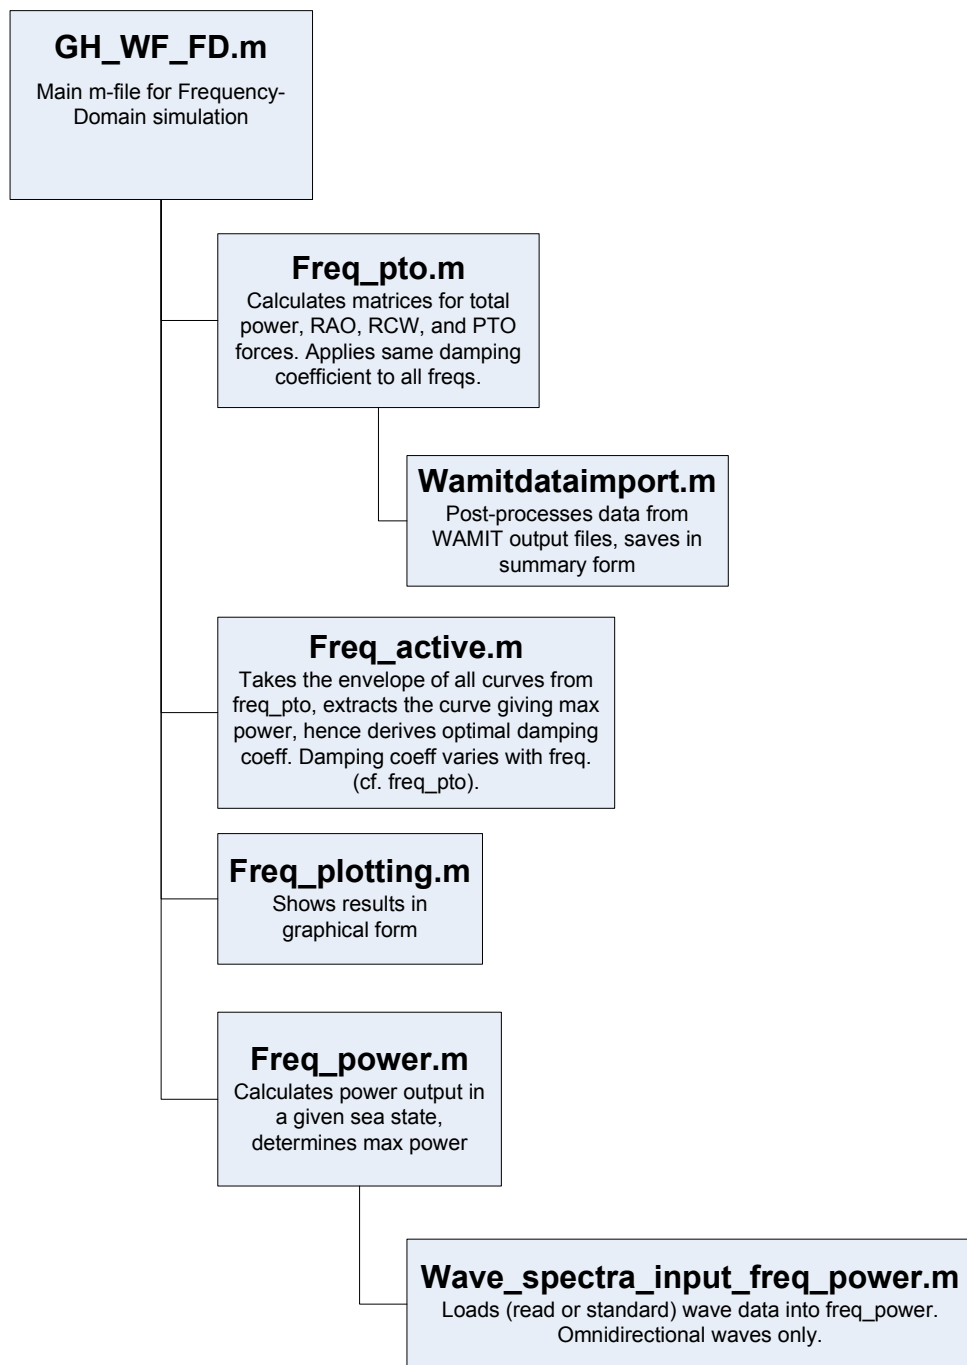 GH_WF_FD.m
Main m-file for Frequency-
Domain simulation
Freq_pto.m
Calculates matrices for total
power, RAO, RCW, and PTO
forces. Applies same damping
coefficient to all freqs.
Wamitdataimport.m
Post-processes data from
WAMIT output files, saves in
summary form
Freq_active.m
Takes the envelope of all curves from
freq_pto, extracts the curve giving max
power, hence derives optimal damping
coeff. Damping coeff varies with freq.
(cf. freq_pto).
Freq_plotting.m
Shows results in
graphical form
Freq_power.m
Calculates power output in
a given sea state,
determines max power
Wave_spectra_input_freq_power.m
Loads (read or standard) wave data into freq_power.
Omnidirectional waves only.